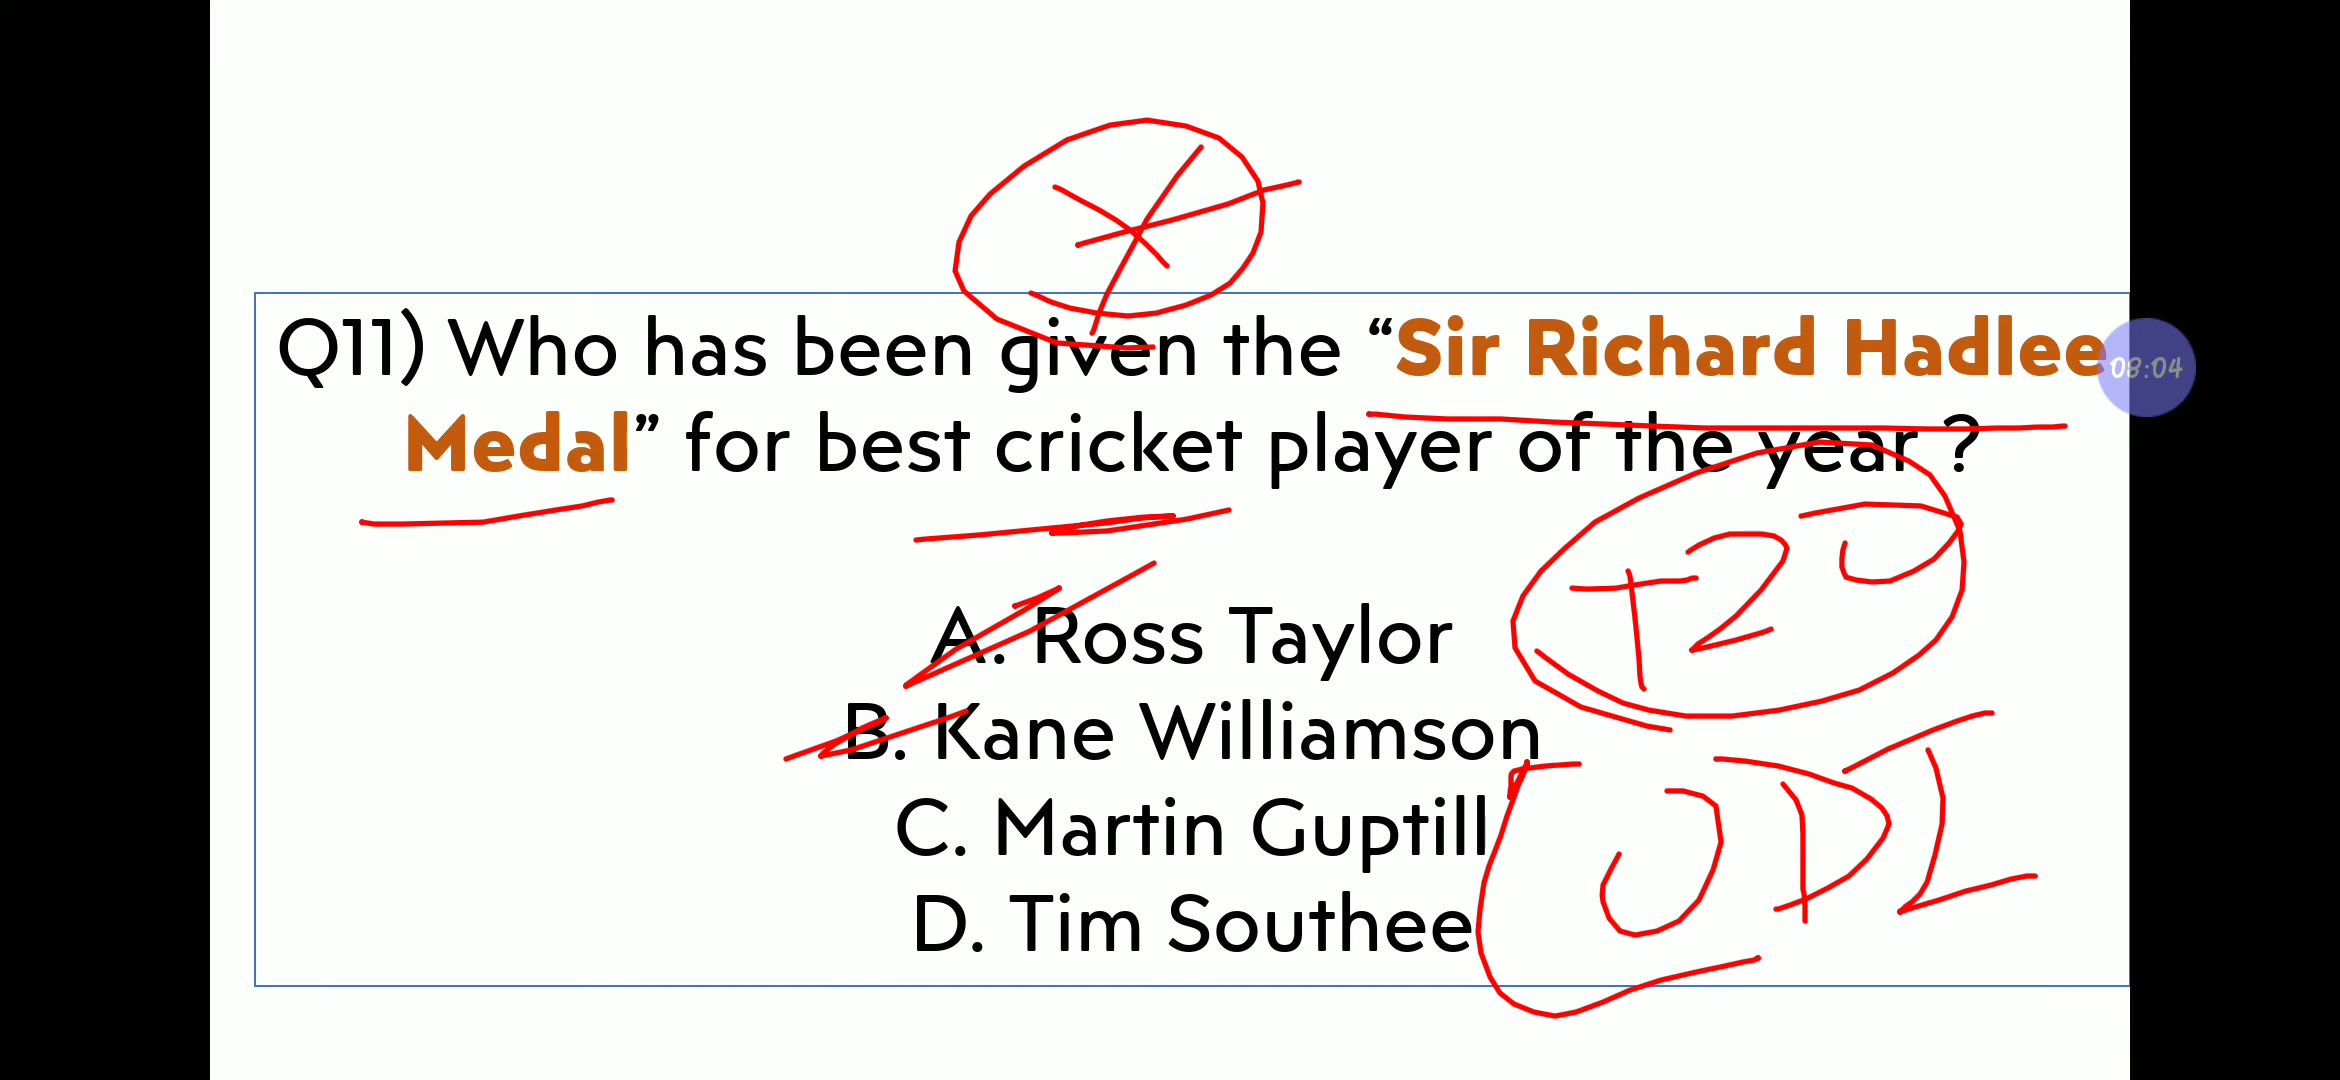 Q11) Who has been given the “Sir Richard Hadlee
08:04
Medal” for best cricket player of the year ?
T20
A. Ross Taylor
B. Kane Williamson
C. Martin Guptill
ODI
D. Tim Southee